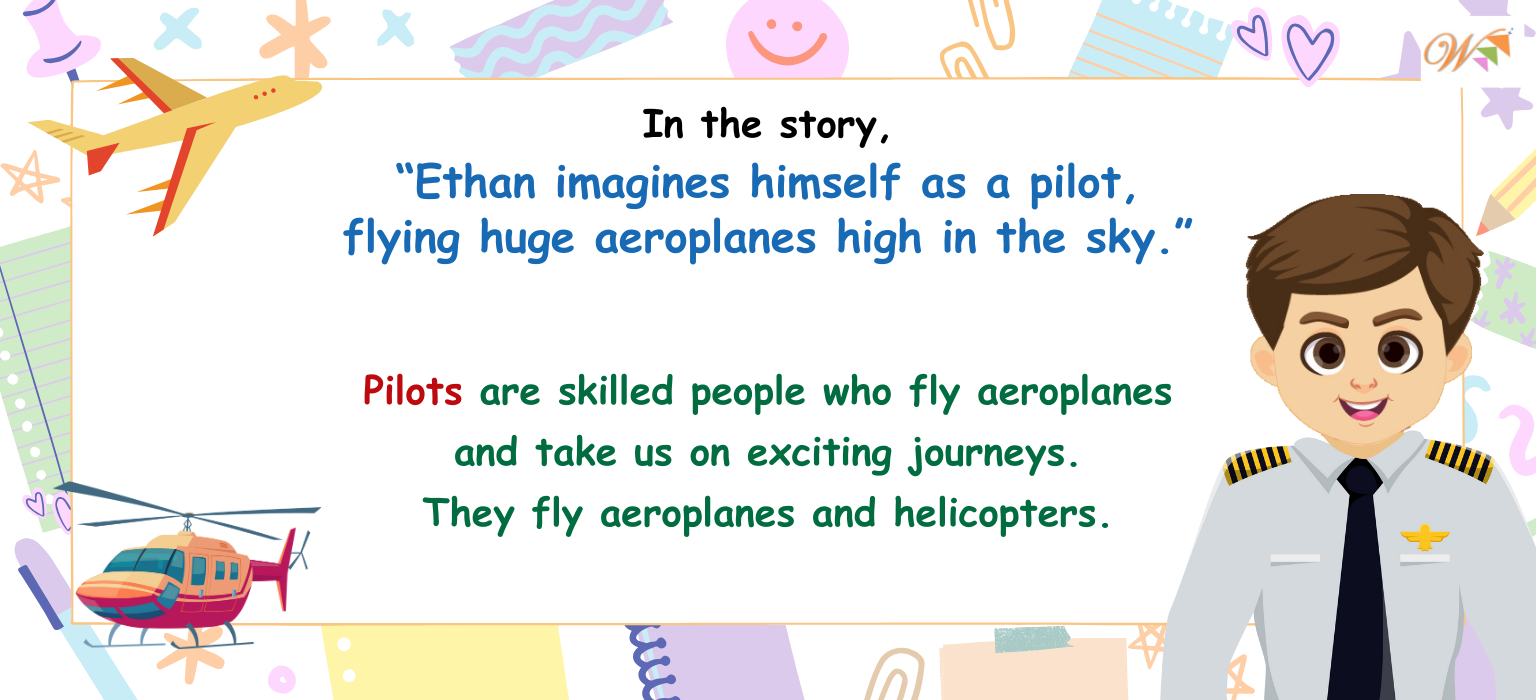 In the story,
“Ethan imagines himself as a pilot,
flying huge aeroplanes high in the sky.”
Pilots are skilled people who fly aeroplanes
and take us on exciting journeys.
They fly aeroplanes and helicopters.
W